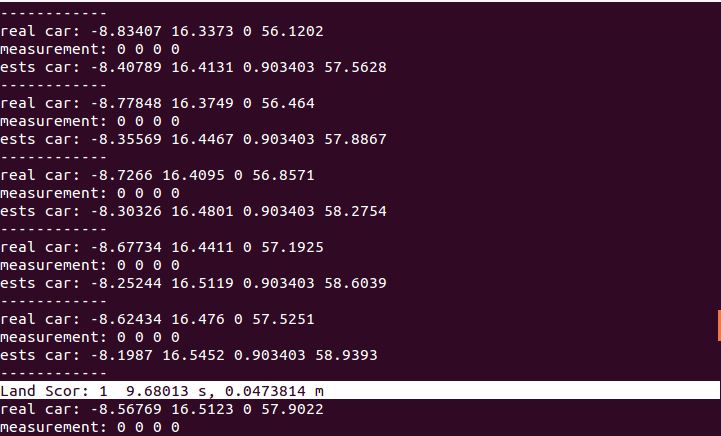 ------------
real car: -8.83407 16.3373 0 56.1202
measurement: 0 0 0 0
ests car: -8.40789 16.4131 0.903403 57.5628
------------
real car: -8.77848 16.3749 0 56.464
measurement: 0 0 0 0
ests car: -8.35569 16.4467 0.903403 57.8867
------------
real car: -8.7266 16.4095 0 56.8571
measurement: 0 0 0 0
ests car: -8.30326 16.4801 0.903403 58.2754
------------
real car: -8.67734 16.4411 0 57.1925
measurement: 0 0 0 0
ests car: -8.25244 16.5119 0.903403 58.6039
------------
real car: -8.62434 16.476 0 57.5251
measurement: 0 0 0 0
ests car: -8.1987 16.5452 0.903403 58.9393
------------
Land Scor: 1  9.68013 s, 0.0473814 m
real car: -8.56769 16.5123 0 57.9022
measurement: 0 0 0 0